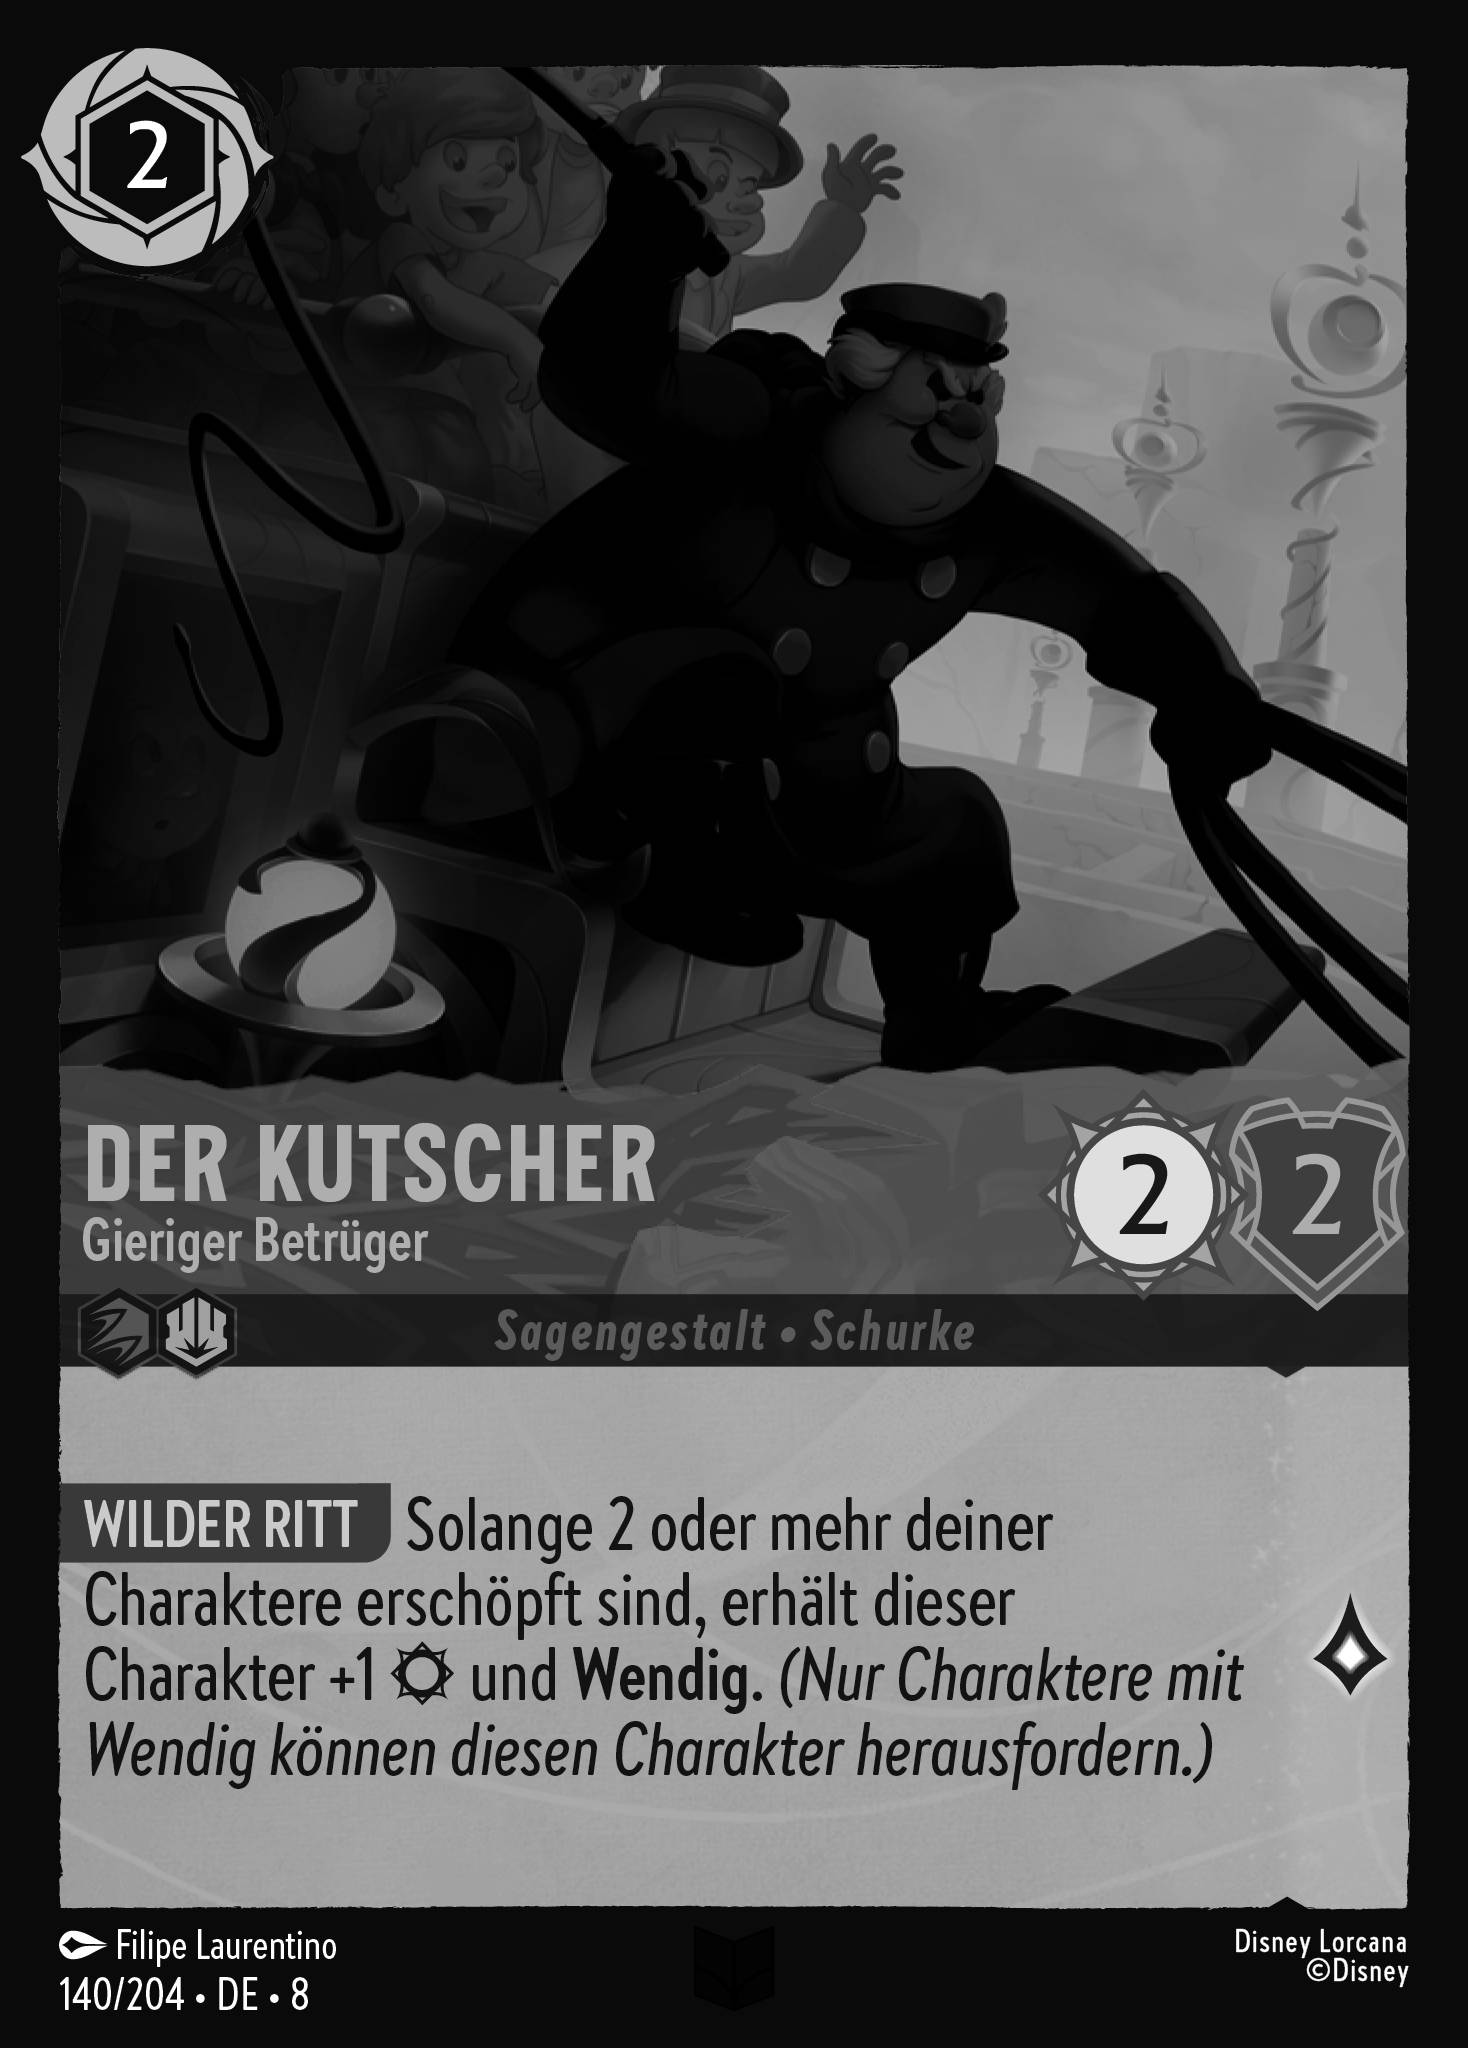 2
DER KUTSCHER
Gieriger Betrüger
2 2
Sagengestalt • Schurke
WILDER RITT Solange 2 oder mehr deiner
Charaktere erschöpft sind, erhält dieser
Charakter +1 und Wendig. (Nur Charaktere mit
Wendig können diesen Charakter herausfordern.)
Filipe Laurentino
140/204 • DE • 8
Disney Lorcana
©Disney